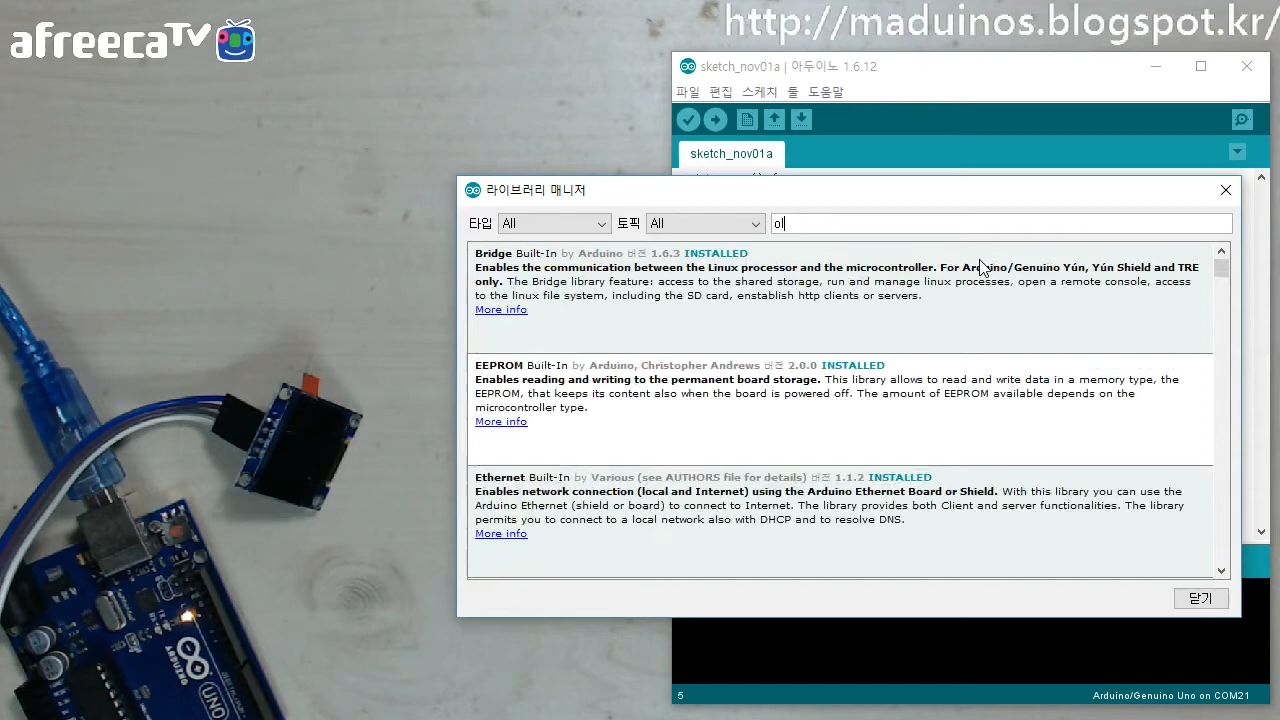 afreecaTV
http://maduinos.blogspot.kr/
sketch_nov01a | 아두이노 1.6.12
파일 편집 스케치 툴 도움말
sketch_nov01a
라이브러리 매니저
타입 All 토픽 All ol
Bridge Built-In by Arduino 버전 1.6.3 INSTALLED
Enables the communication between the Linux processor and the microcontroller. For Arduino/Genuino Yún, Yún Shield and TRE
only. The Bridge library feature: access to the shared storage, run and manage linux processes, open a remote console, access
to the linux file system, including the SD card, enstablish http clients or servers.
More info
EEPROM Built-In by Arduino, Christopher Andrews 버전 2.0.0 INSTALLED
Enables reading and writing to the permanent board storage. This library allows to read and write data in a memory type, the
EEPROM, that keeps its content also when the board is powered off. The amount of EEPROM available depends on the
microcontroller type.
More info
Ethernet Built-In by Various (see AUTHORS file for details) 버전 1.1.2 INSTALLED
Enables network connection (local and Internet) using the Arduino Ethernet Board or Shield. With this library you can use the
Arduino Ethernet (shield or board) to connect to Internet. The library provides both Client and server functionalities. The library
permits you to connect to a local network also with DHCP and to resolve DNS.
More info
닫기
5
Arduino/Genuino Uno on COM21
ARDUINO
UNO